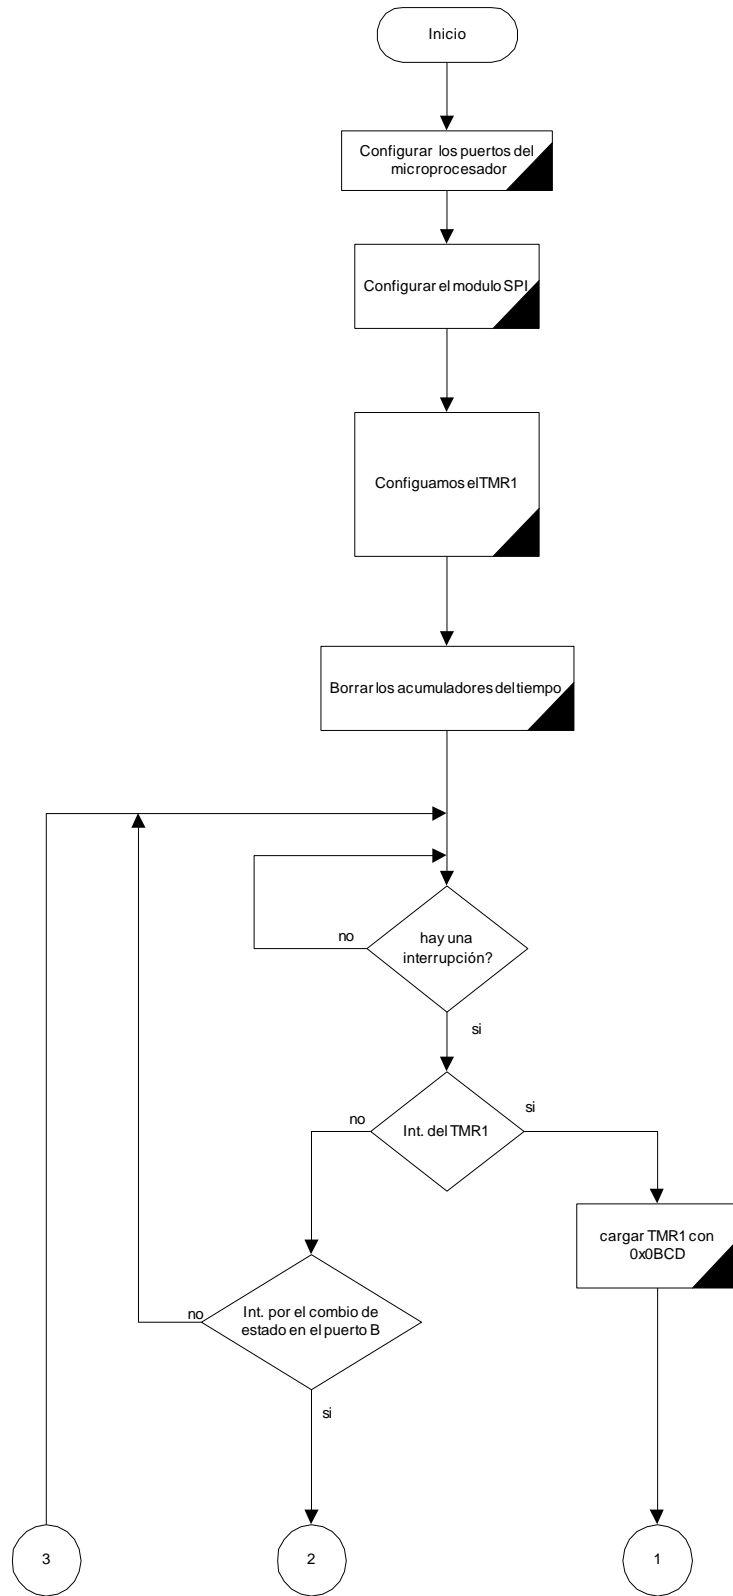 Inicio
Configurar los puertos del
microprocesador
Configurar el modulo SPI
Configuamos el TMR1
Borrar los acumuladores del tiempo
no
hay una
interrupción?
si
no
Int. del TMR1
si
cargar TMR1 con
0x0BCD
no
Int. por el combio de
estado en el puerto B
si
3
2
1